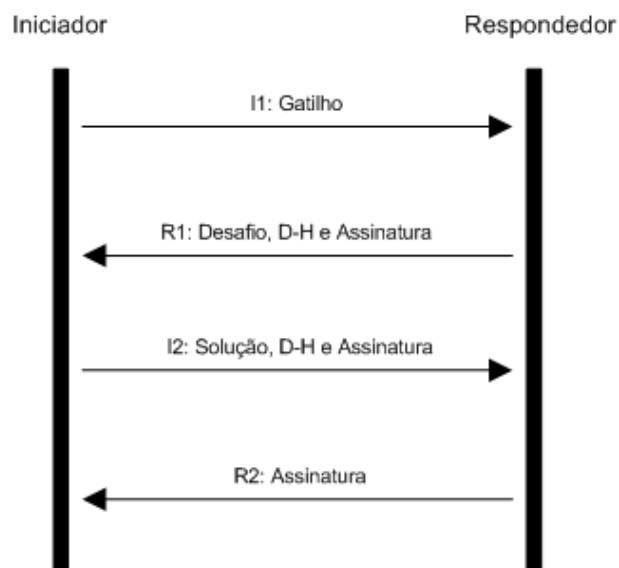 Iniciador
Respondedor
I1: Gatilho
R1: Desafio, D-H e Assinatura
I2: Solução, D-H e Assinatura
R2: Assinatura